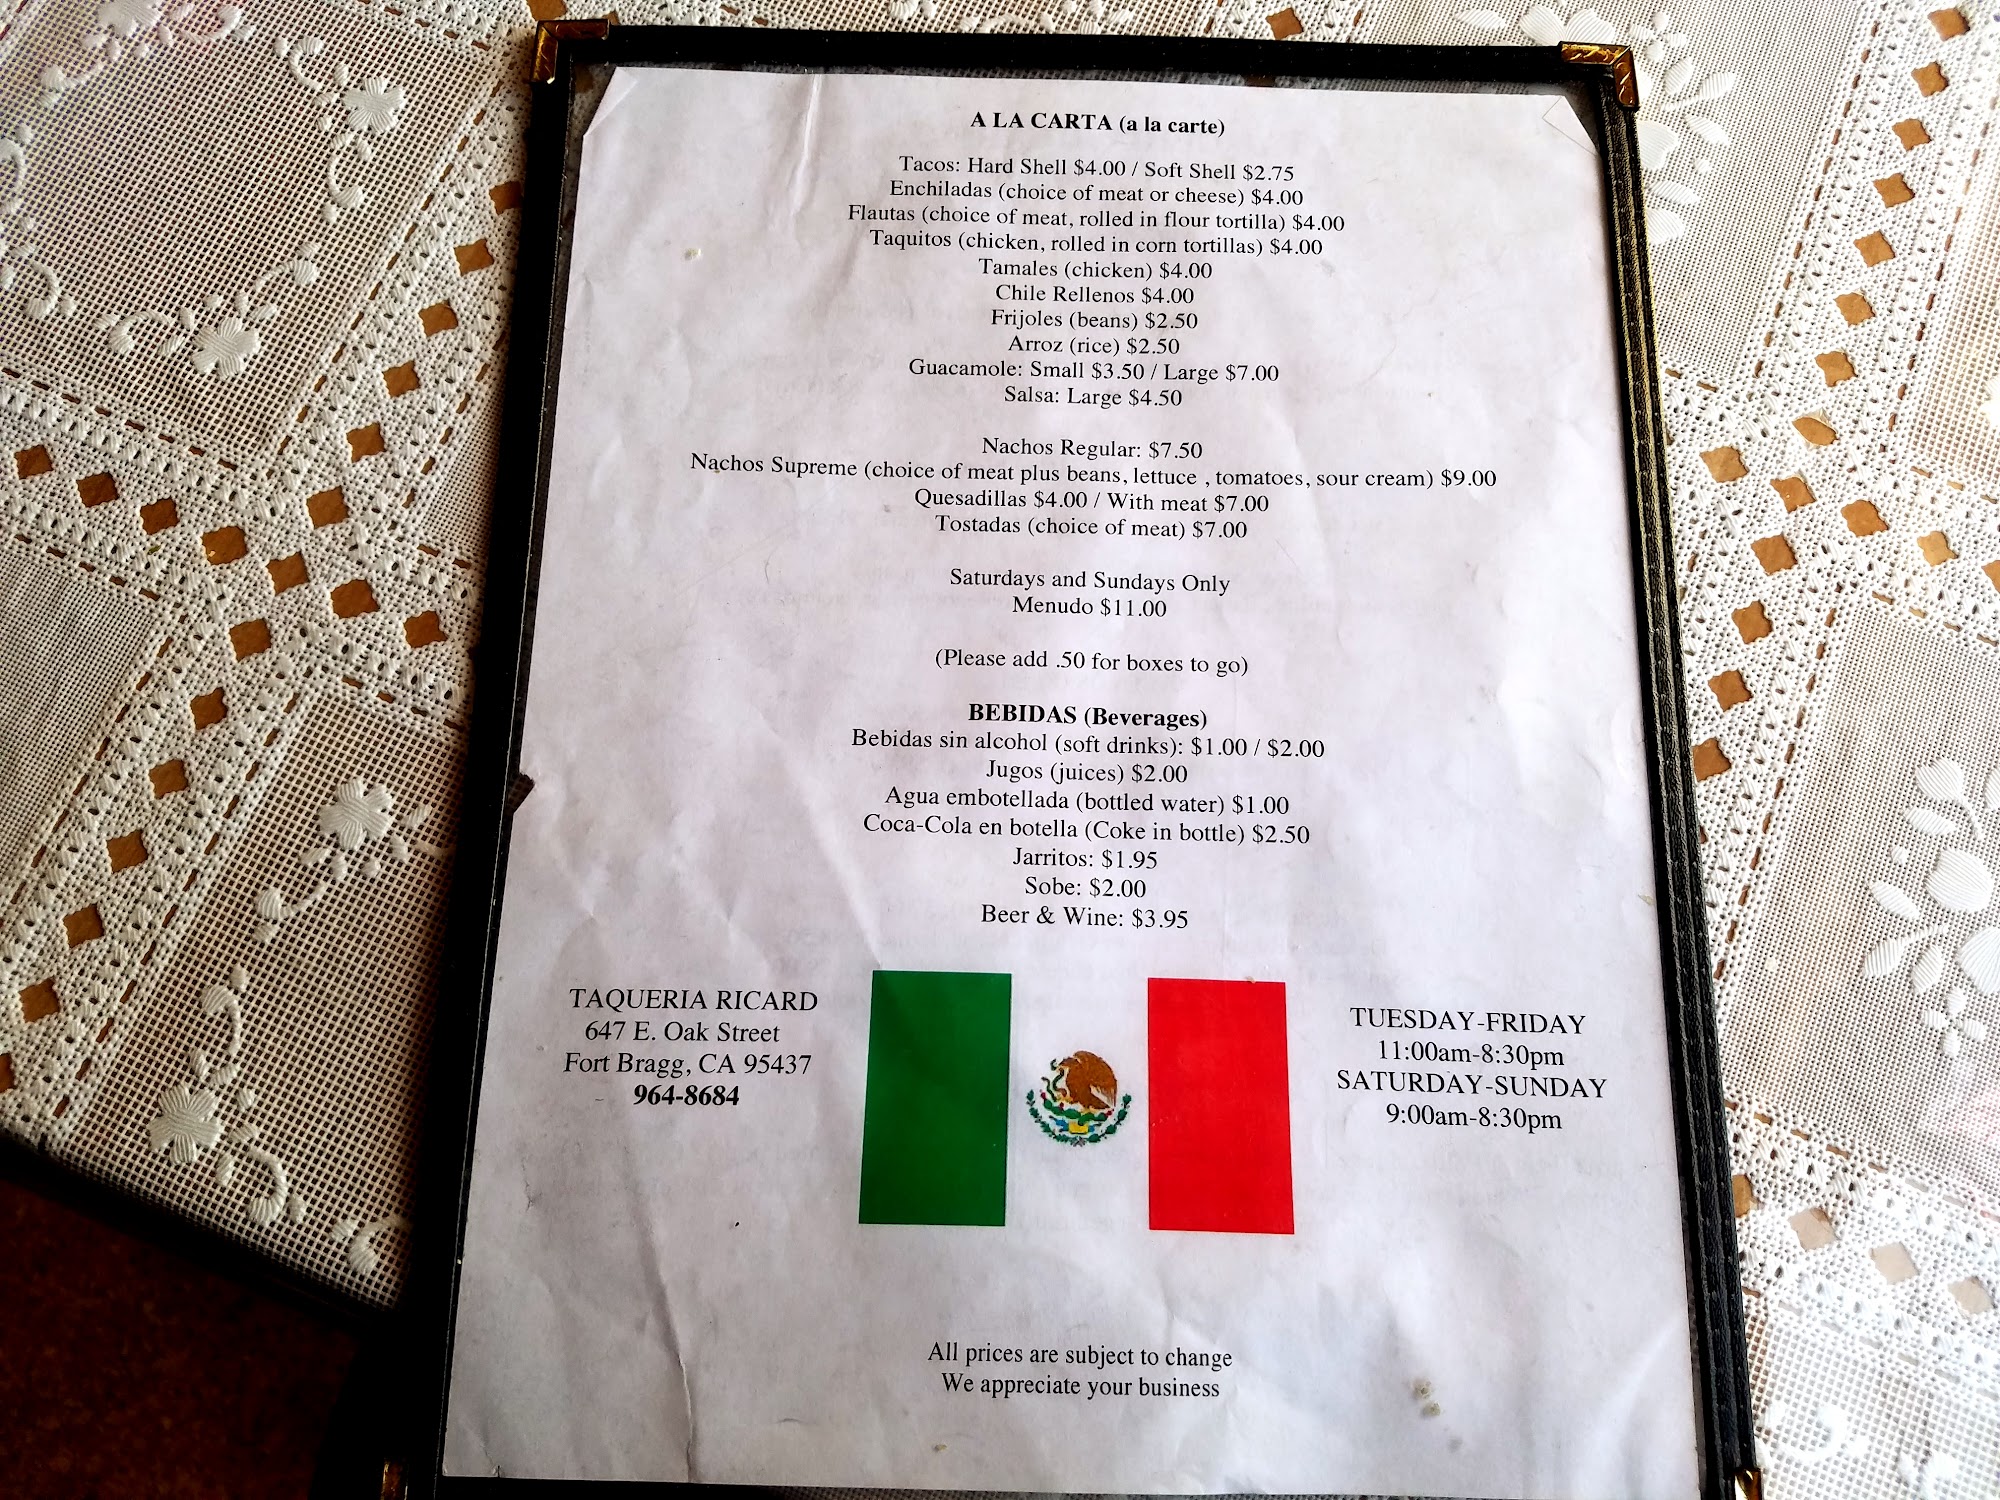 A LA CARTA (a la carte)
Tacos: Hard Shell $4.00 / Soft Shell $2.75
Enchiladas (choice of meat or cheese) $4.00
Flautas (choice of meat, rolled in flour tortilla) $4.00
Taquitos (chicken, rolled in corn tortillas) $4.00
Tamales (chicken) $4.00
Chile Rellenos $4.00
Frijoles (beans) $2.50
Arroz (rice) $2.50
Guacamole: Small $3.50 / Large $7.00
Salsa: Large $4.50
Nachos Regular: $7.50
Nachos Supreme (choice of meat plus beans, lettuce , tomatoes, sour cream) $9.00
Quesadillas $4.00 / With meat $7.00
Tostadas (choice of meat) $7.00
Saturdays and Sundays Only
Menudo $11.00
(Please add .50 for boxes to go)
BEBIDAS (Beverages)
Bebidas sin alcohol (soft drinks): $1.00 / $2.00
Jugos (juices) $2.00
Agua embotellada (bottled water) $1.00
Coca-Cola en botella (Coke in bottle) $2.50
Jarritos: $1.95
Sobe: $2.00
Beer & Wine: $3.95
TAQUERIA RICARD
647 E. Oak Street
Fort Bragg, CA 95437
964-8684
TUESDAY-FRIDAY
11:00am-8:30pm
SATURDAY-SUNDAY
9:00am-8:30pm
All prices are subject to change
We appreciate your business